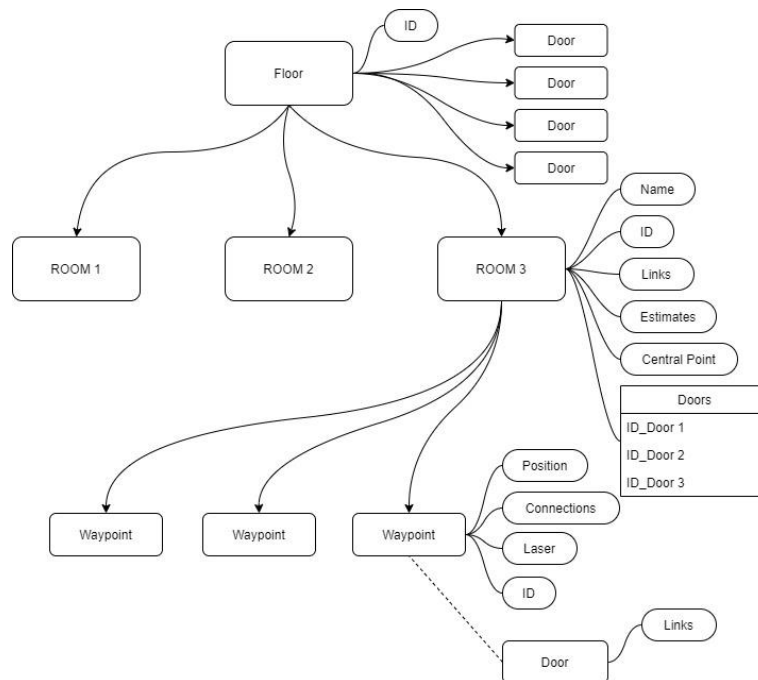 ID
Door
Floor
Door
Door
Door
Name
ID
ROOM 1
ROOM 2
ROOM 3
Links
Estimates
Central Point
Doors
ID_Door 1
ID_Door 2
ID_Door 3
Position
Connections
Waypoint
Waypoint
Waypoint
Laser
ID
Links
Door